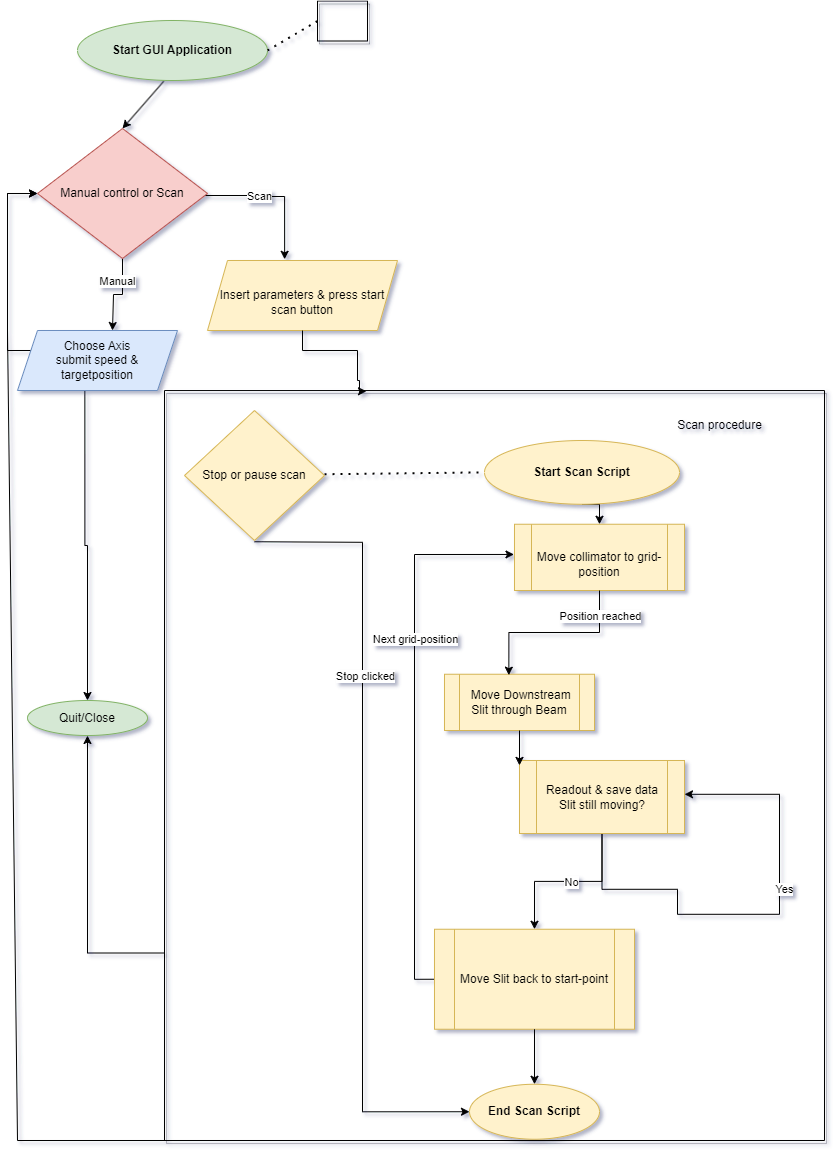 Start GUI Application
Manual control or Scan
Scan
Manual
Insert parameters & press start
scan button
Choose Axis
submit speed &
targetposition
Scan procedure
Stop or pause scan
Start Scan Script
Move collimator to grid-
position
Position reached
Next grid-position
Stop clicked
Move Downstream
Slit through Beam
Quit/Close
Readout & save data
Slit still moving?
No
Yes
Move Slit back to start-point
End Scan Script